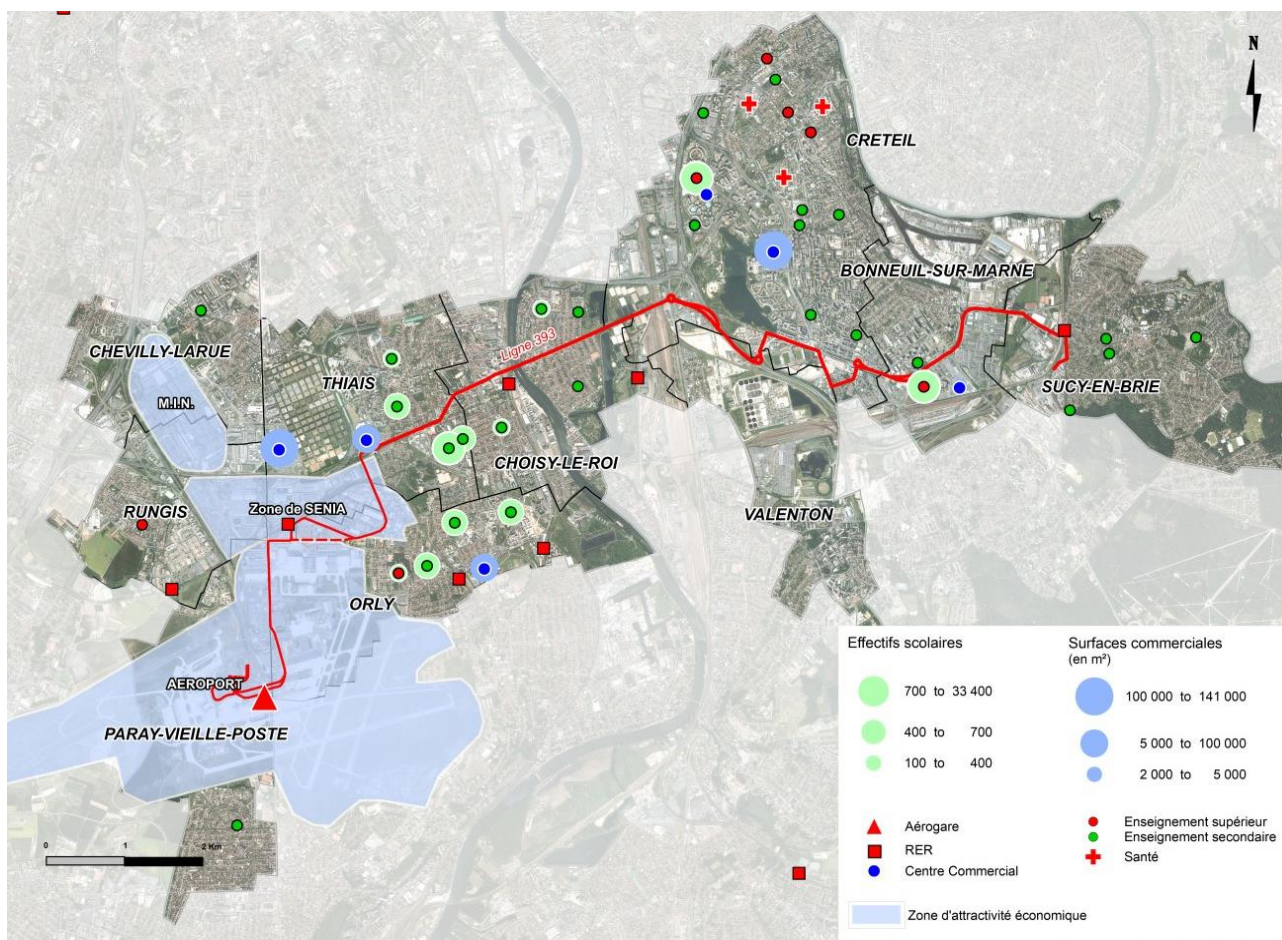 N
CRETEIL
BONNEUIL-SUR-MARNE
CHEVILLY-LARUE
Ligne 393
THIAIS
SUCY-EN-BRIE
M.I.N.
CHOISY-LE-ROI
RUNGIS
Zone de SENIA
VALENTON
ORLY
AEROPORT
PARAY-VIEILLE-POSTE
0 1 2 Km
Effectifs scolaires
700 to 33 400
400 to 700
100 to 400
Surfaces commerciales
(en m²)
100 000 to 141 000
5 000 to 100 000
2 000 to 5 000
Aérogare
RER
Centre Commercial
Enseignement supérieur
Enseignement secondaire
Santé
Zone d'attractivité économique